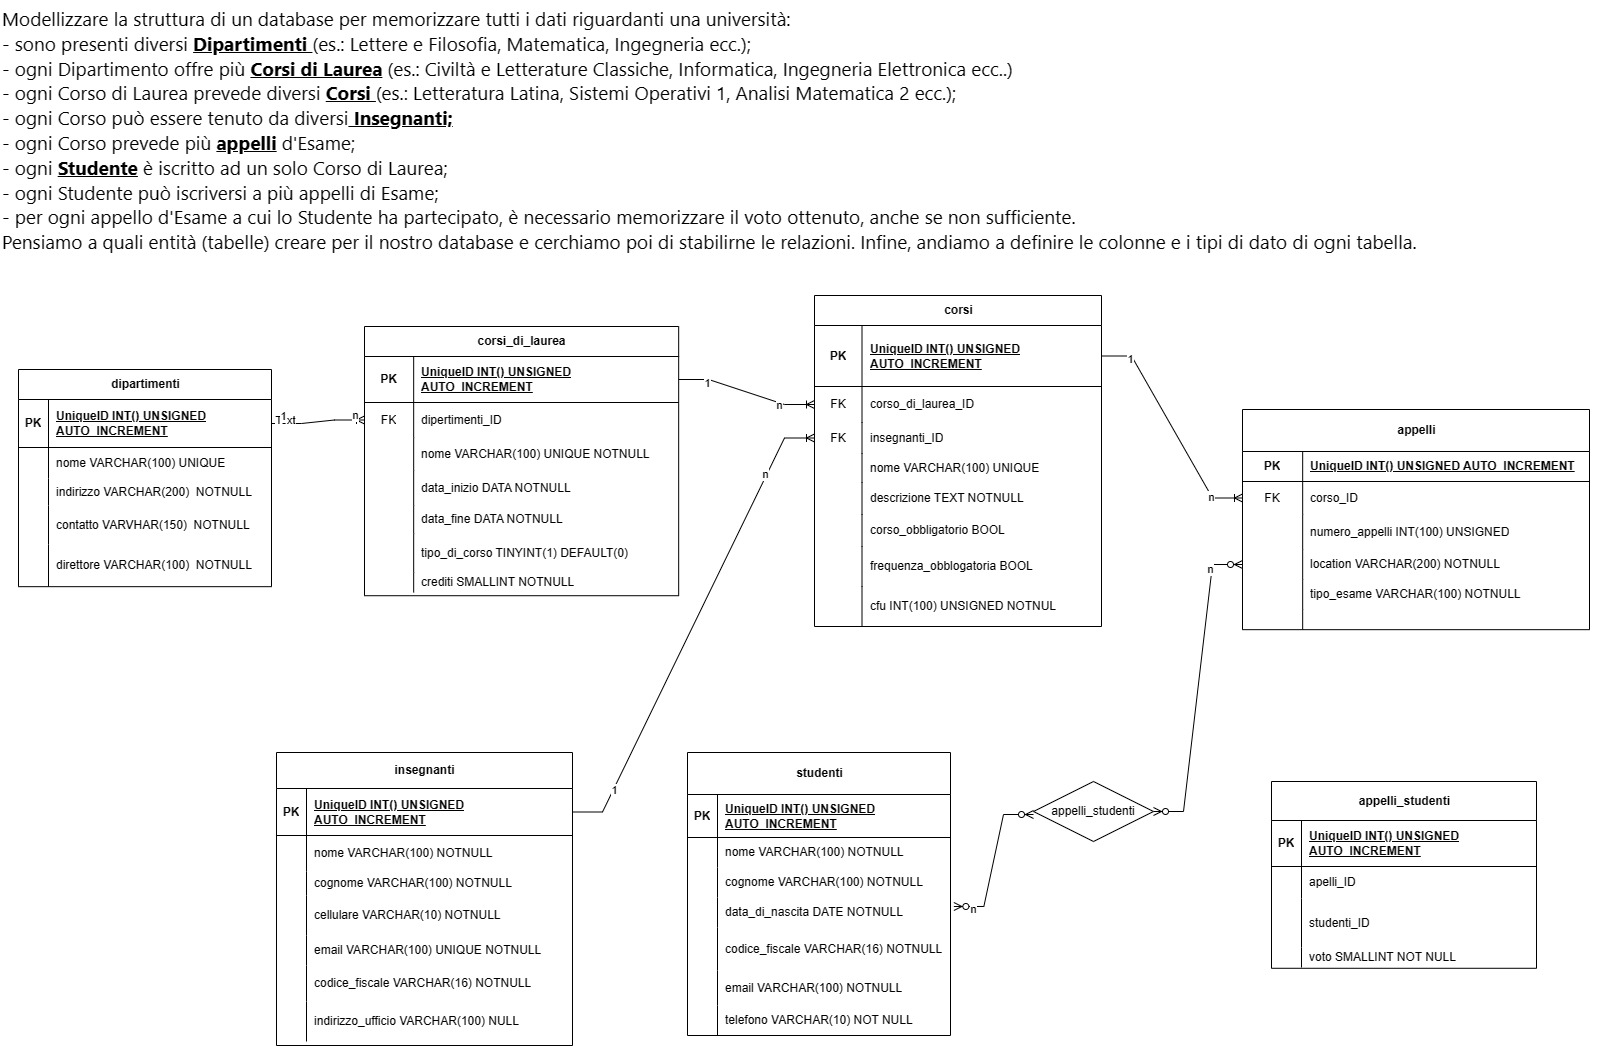 Modellizzare la struttura di un database per memorizzare tutti i dati riguardanti una università:
- sono presenti diversi Dipartimenti (es.: Lettere e Filosofia, Matematica, Ingegneria ecc.);
- ogni Dipartimento offre più Corsi di Laurea (es.: Civiltà e Letterature Classiche, Informatica, Ingegneria Elettronica ecc..)
- ogni Corso di Laurea prevede diversi Corsi (es.: Letteratura Latina, Sistemi Operativi 1, Analisi Matematica 2 ecc.);
- ogni Corso può essere tenuto da diversi Insegnanti;
- ogni Corso prevede più appelli d'Esame;
- ogni Studente è iscritto ad un solo Corso di Laurea;
- ogni Studente può iscriversi a più appelli di Esame;
- per ogni appello d'Esame a cui lo Studente ha partecipato, è necessario memorizzare il voto ottenuto, anche se non sufficiente.
Pensiamo a quali entità (tabelle) creare per il nostro database e cerchiamo poi di stabilirne le relazioni. Infine, andiamo a definire le colonne e i tipi di dato di ogni tabella.
dipartimenti
PK UniqueID INT() UNSIGNED
AUTO_INCREMENT
nome VARCHAR(100) UNIQUE
indirizzo VARCHAR(200) NOTNULL
contatto VARVHAR(150) NOTNULL
direttore VARCHAR(100) NOTNULL
1
Text
n
corsi_di_laurea
PK UniqueID INT() UNSIGNED
AUTO_INCREMENT
FK dipertimenti_ID
nome VARCHAR(100) UNIQUE NOTNULL
data_inizio DATA NOTNULL
data_fine DATA NOTNULL
tipo_di_corso TINYINT(1) DEFAULT(0)
crediti SMALLINT NOTNULL
1
n
corsi
PK UniqueID INT() UNSIGNED
AUTO_INCREMENT
FK corso_di_laurea_ID
FK insegnanti_ID
nome VARCHAR(100) UNIQUE
descrizione TEXT NOTNULL
corso_obbligatorio BOOL
frequenza_obblogatoria BOOL
cfu INT(100) UNSIGNED NOTNUL
1
n
appelli
PK UniqueID INT() UNSIGNED AUTO_INCREMENT
FK corso_ID
numero_appelli INT(100) UNSIGNED
location VARCHAR(200) NOTNULL
tipo_esame VARCHAR(100) NOTNULL
n
n
1
insegnanti
PK UniqueID INT() UNSIGNED
AUTO_INCREMENT
nome VARCHAR(100) NOTNULL
cognome VARCHAR(100) NOTNULL
cellulare VARCHAR(10) NOTNULL
email VARCHAR(100) UNIQUE NOTNULL
codice_fiscale VARCHAR(16) NOTNULL
indirizzo_ufficio VARCHAR(100) NULL
studenti
PK UniqueID INT() UNSIGNED
AUTO_INCREMENT
nome VARCHAR(100) NOTNULL
cognome VARCHAR(100) NOTNULL
data_di_nascita DATE NOTNULL
codice_fiscale VARCHAR(16) NOTNULL
email VARCHAR(100) NOTNULL
telefono VARCHAR(10) NOT NULL
n
appelli_studenti
appelli_studenti
PK UniqueID INT() UNSIGNED
AUTO_INCREMENT
apelli_ID
studenti_ID
voto SMALLINT NOT NULL